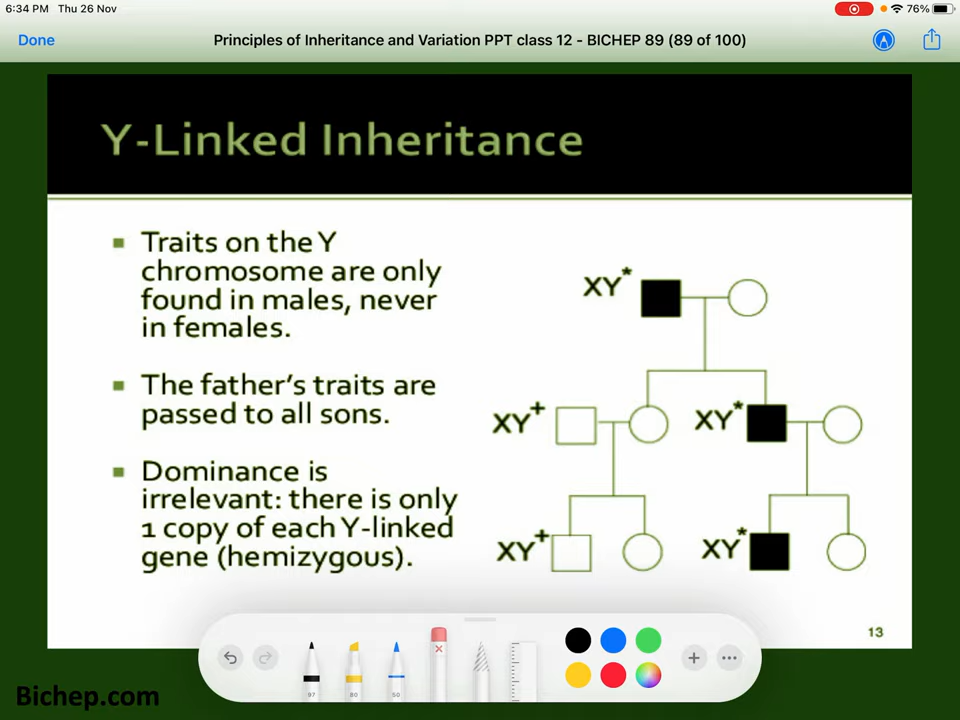 6:34 PM Thu 26 Nov
76%
Done
Principles of Inheritance and Variation PPT class 12 - BICHEP 89 (89 of 100)
Y-Linked Inheritance
Traits on the Y
chromosome are only
found in males, never
in females.
The father's traits are
passed to all sons.
Dominance is
irrelevant: there is only
1 copy of each Y-linked
gene (hemizygous).
XY*
XY+
XY*
XY+
XY*
13
97
80
50
Bichep.com